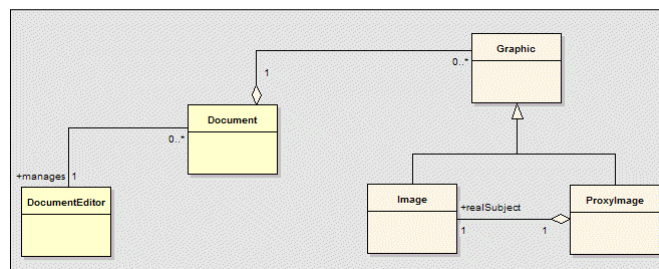 Graphic
0..*
1
Document
0..*
+manages 1
DocumentEditor
Image
+realSubject
ProxyImage
1
1